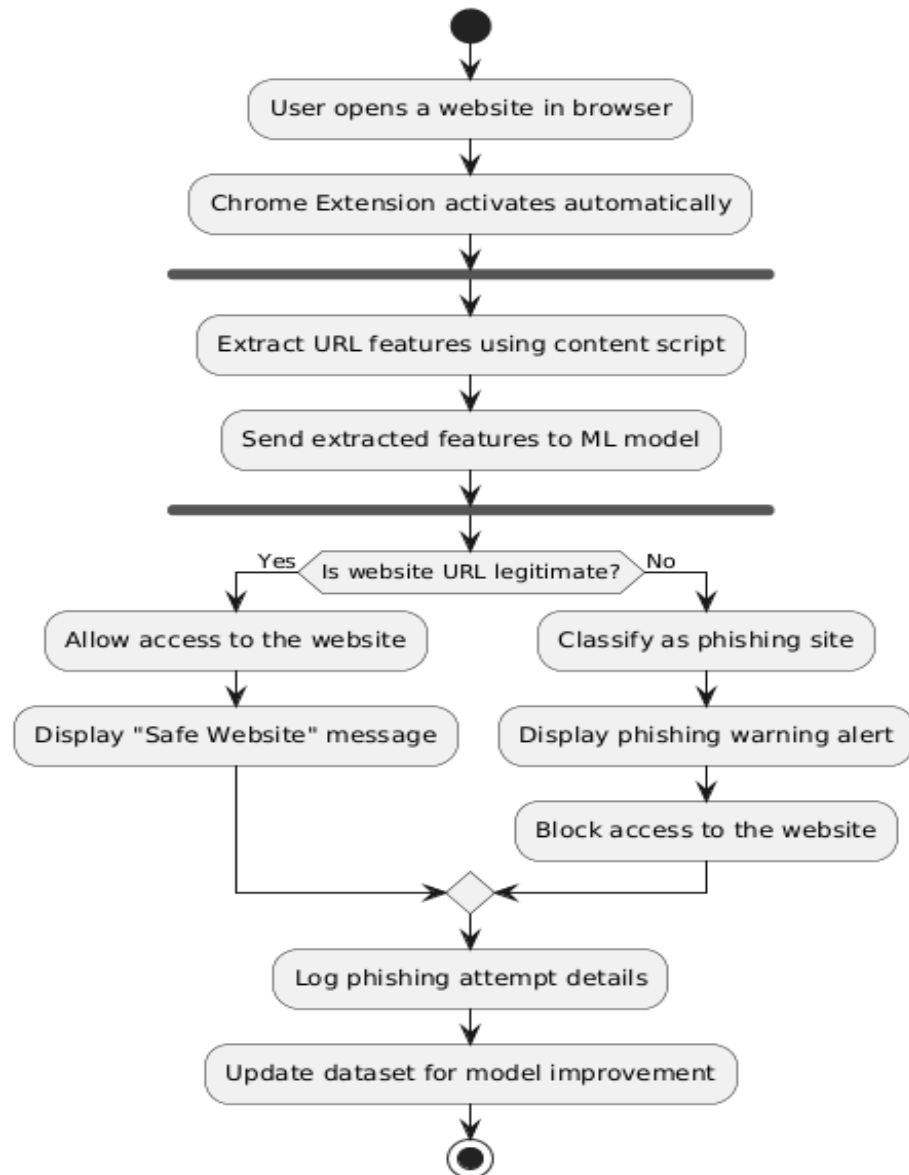 User opens a website in browser
Chrome Extension activates automatically
Extract URL features using content script
Send extracted features to ML model
Yes
Is website URL legitimate?
No
Allow access to the website
Classify as phishing site
Display "Safe Website" message
Display phishing warning alert
Block access to the website
Log phishing attempt details
Update dataset for model improvement